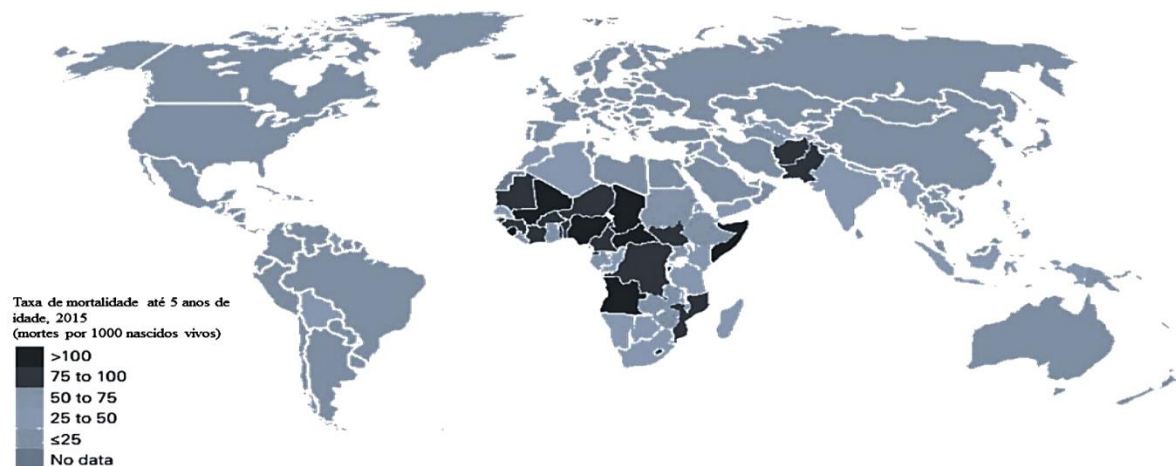 Taxa de mortalidade até 5 anos de
idade, 2015
(mortes por 1000 nascidos vivos)
>100
75 to 100
50 to 75
25 to 50
≤25
No data